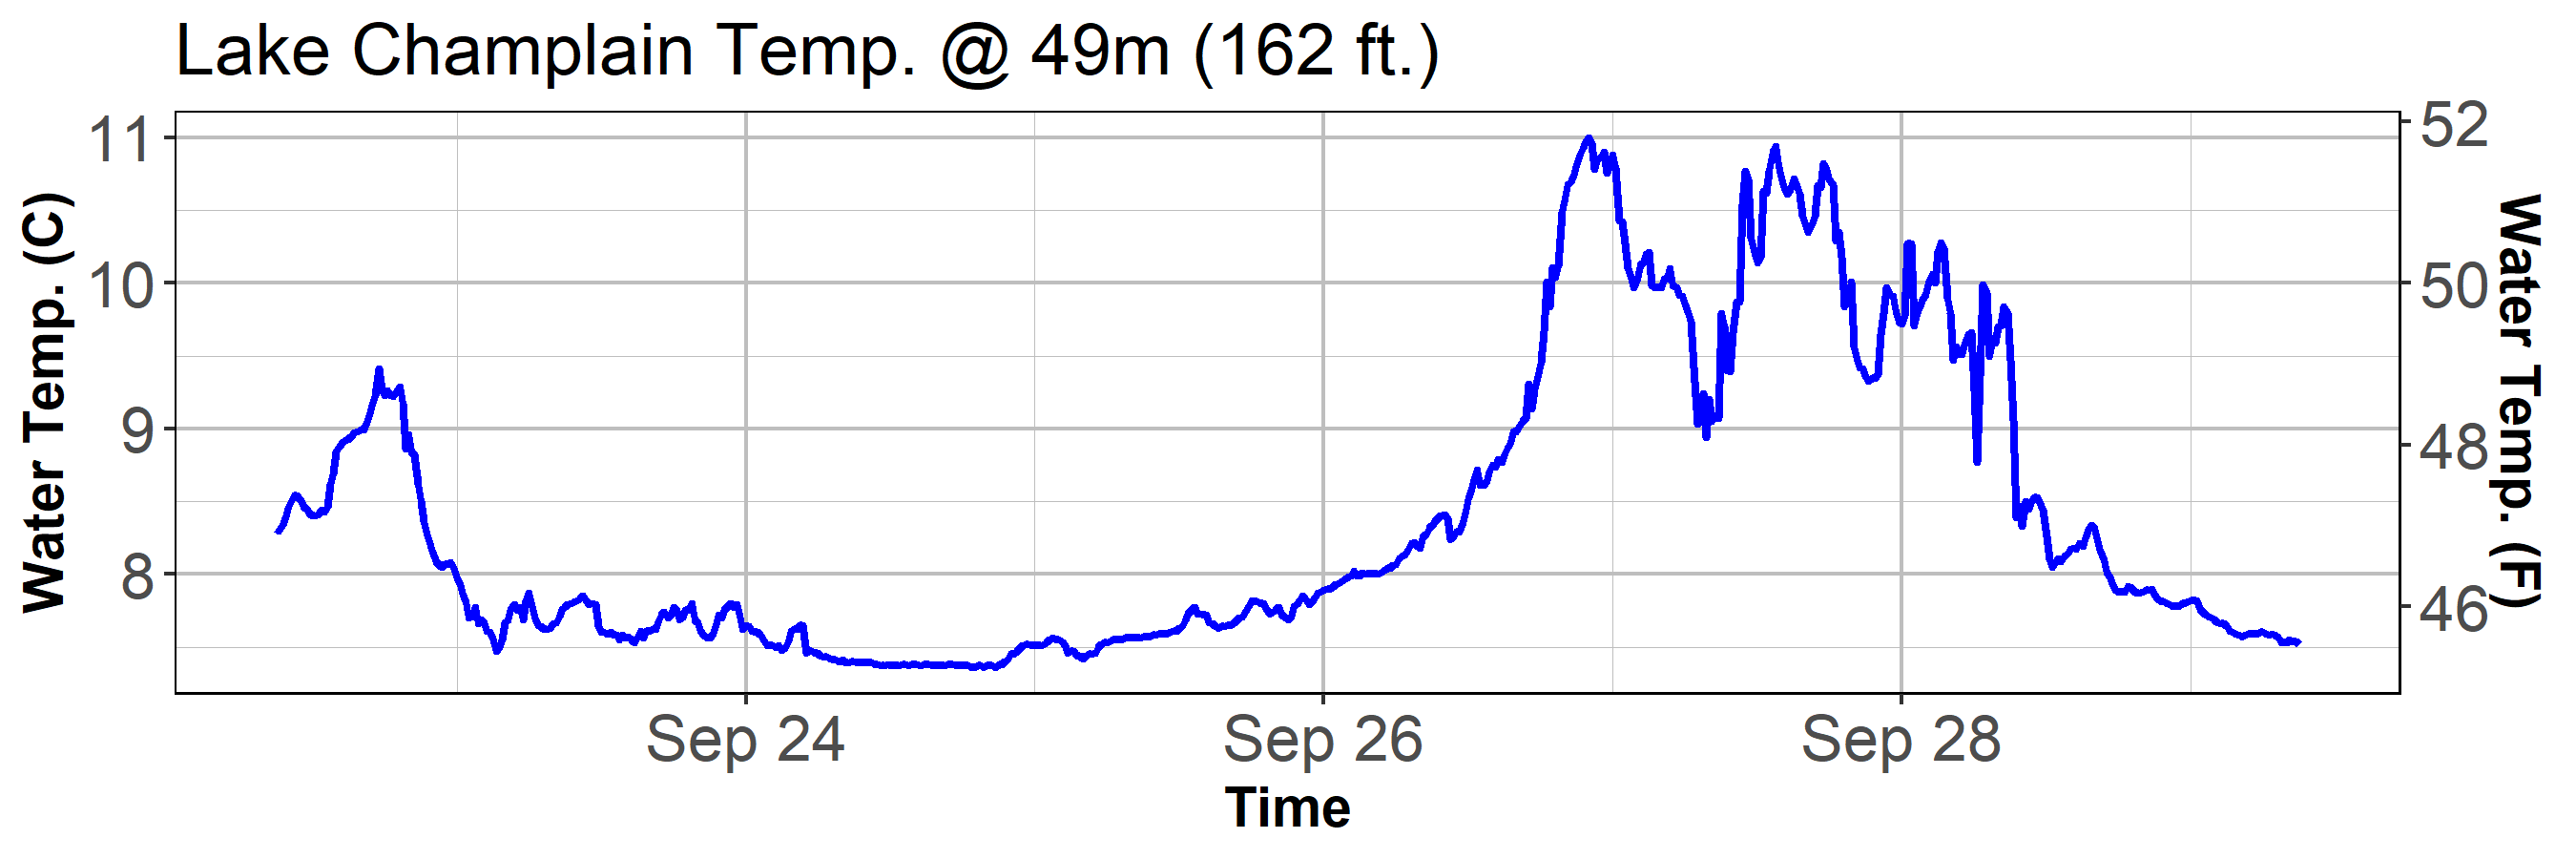 Lake Champlain Temp. @ 49m (162 ft.)
Water Temp. (C)
11
10
9
8
52
50
48
46
Water Temp. (F)
Sep 24
Sep 26
Sep 28
Time